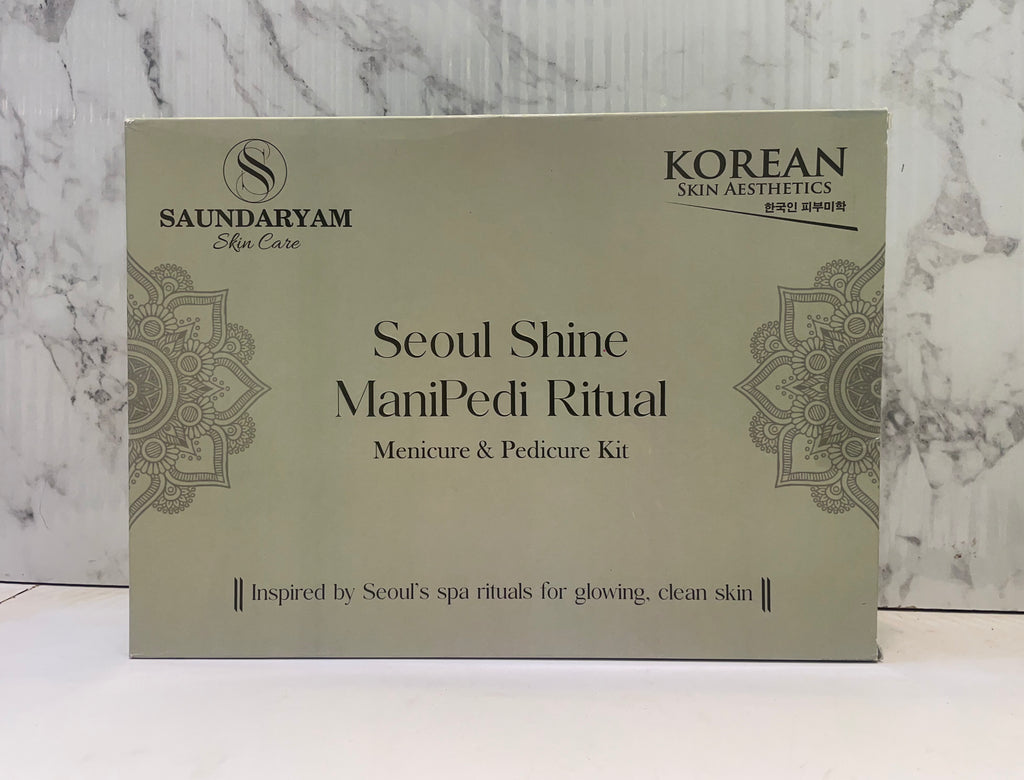 SAUNDARYAM
Skin Care
KOREAN
SKIN AESTHETICS
한국인 피부미학
Seoul Shine
ManiPedi Ritual
Menicure & Pedicure Kit
Inspired by Seoul's spa rituals for glowing, clean skin